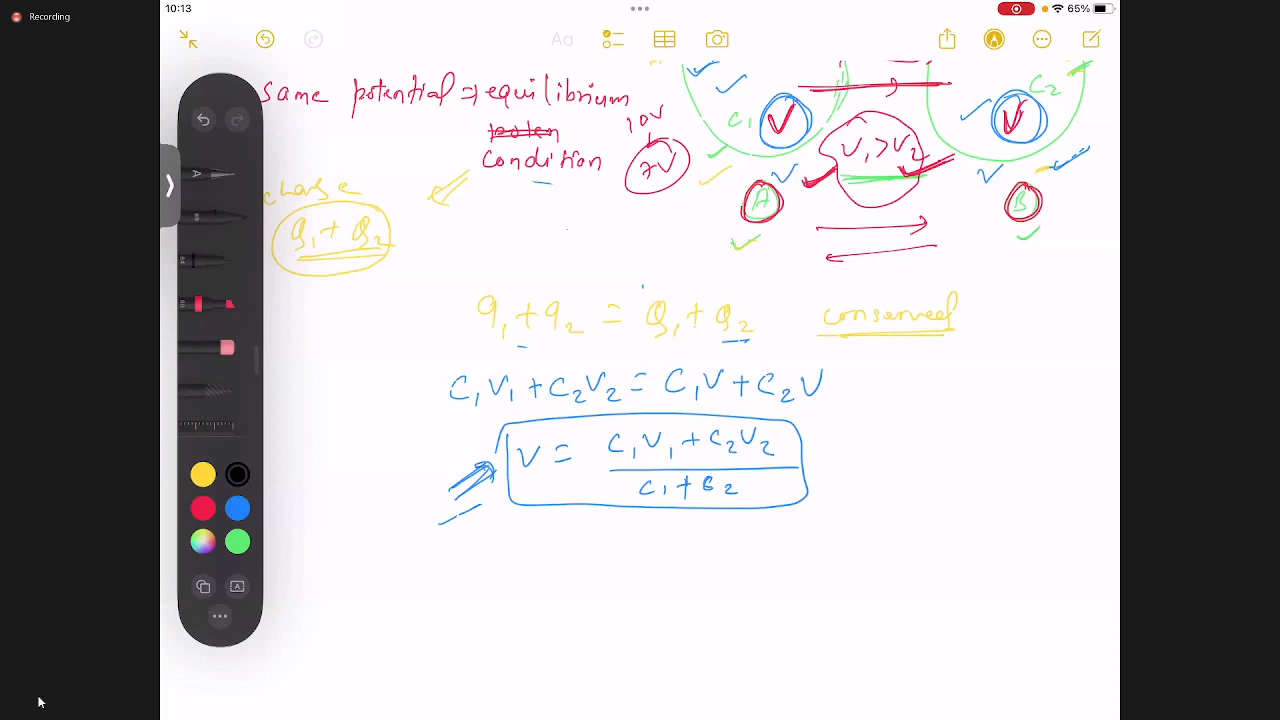 Recording
10:13
65%
Aa
Same potential ⇒ equilibrium
condition
10V
7V
C1
V
V1 > V2
V
C2
A
B
charge
Q1 + Q2
q1 + q2 = Q1 + Q2 conserved
C1V1 + C2V2 = C1V + C2V
V = C1V1 + C2V2
C1 + C2